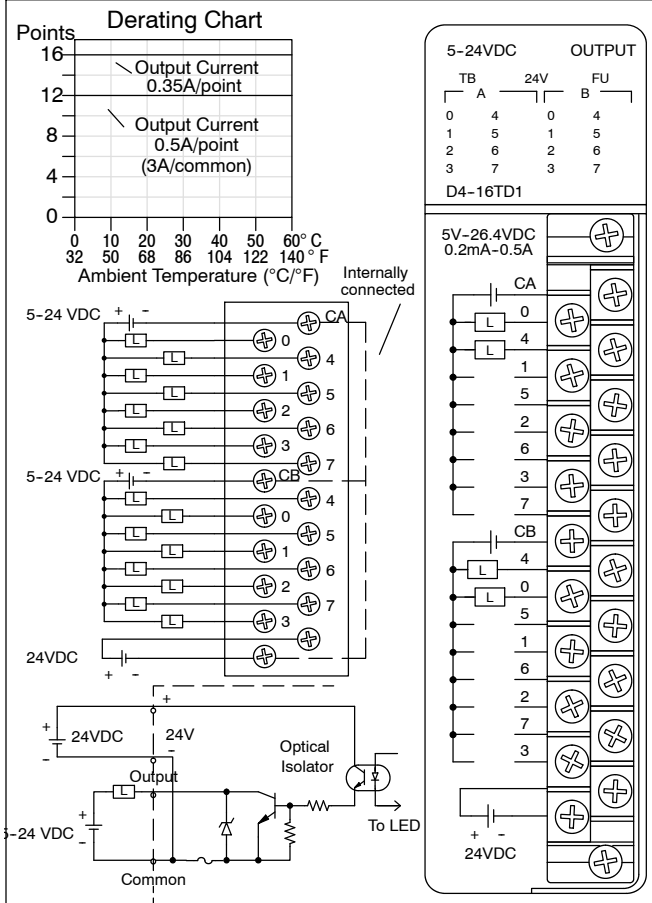 Derating Chart
Points
16
Output Current
0.35A/point
12
Output Current
0.5A/point
(3A/common)
8
4
0
0 10 20 30 40 50 60°C
32 50 68 86 104 122 140°F
Ambient Temperature (°C/°F)
Internally
connected
5-24 VDC
+ -
CA
L
0
L
4
L
1
L
5
L
2
L
6
L
3
L
7
5-24 VDC
+ -
CB
L
4
L
0
L
5
L
1
L
6
L
2
L
7
L
3
24VDC
+ -
+
24VDC
-
+
24V
-
Optical
Isolator
Output
L
To LED
5-24 VDC
+
-
Common
5-24VDC OUTPUT
TB 24V FU
A B
0 4 0 4
1 5 1 5
2 6 2 6
3 7 3 7
D4-16TD1
5V-26.4VDC
0.2mA-0.5A
CA
L
0
L
4
1
5
2
6
3
7
CB
L
4
L
0
5
1
6
2
7
3
+ -
24VDC